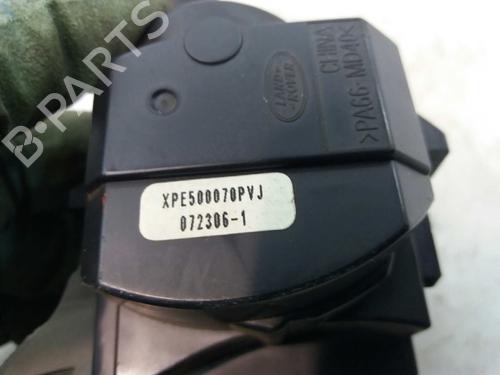 B-PARTS
LAND-
ROVER
CHINA
>PA66-MD40<
XPE500070PVJ
072306-1